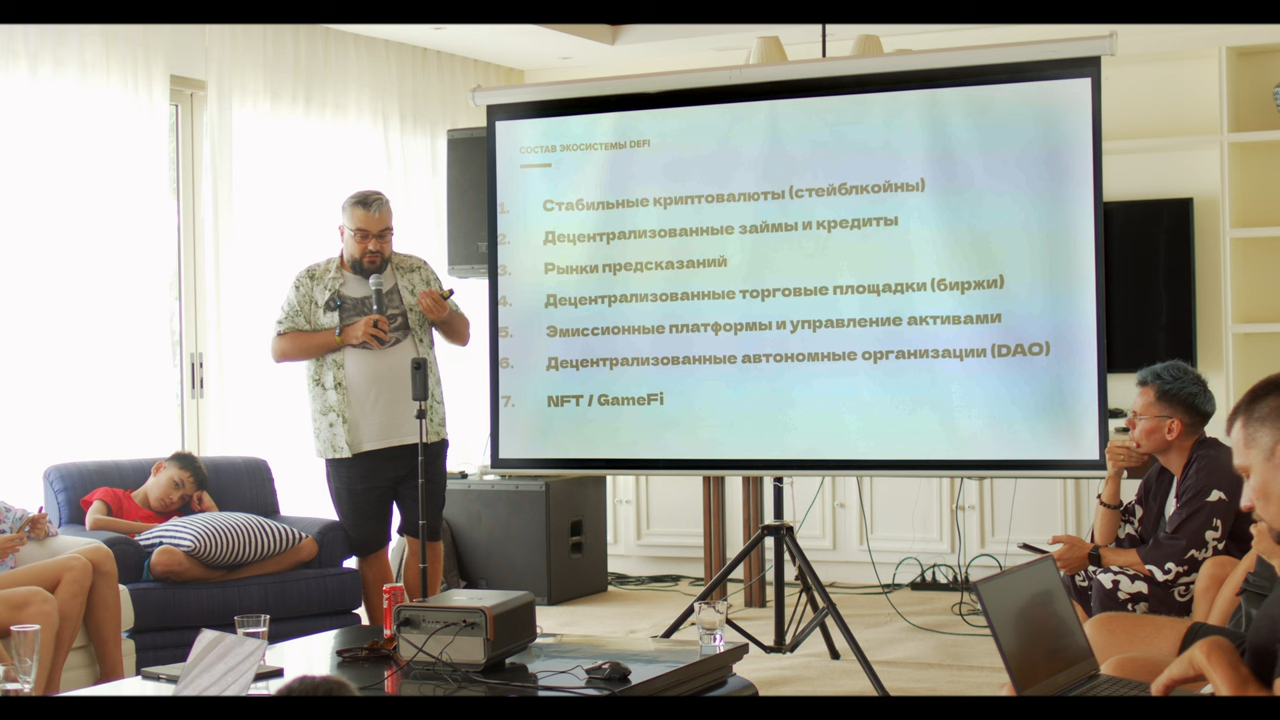 СОСТАВ ЭКОСИСТЕМЫ DEFI
1. Стабильные криптовалюты (стейблкойны)
2. Децентрализованные займы и кредиты
3. Рынки предсказаний
4. Децентрализованные торговые площадки (биржи)
5. Эмиссионные платформы и управление активами
6. Децентрализованные автономные организации (DAO)
7. NFT / GameFi